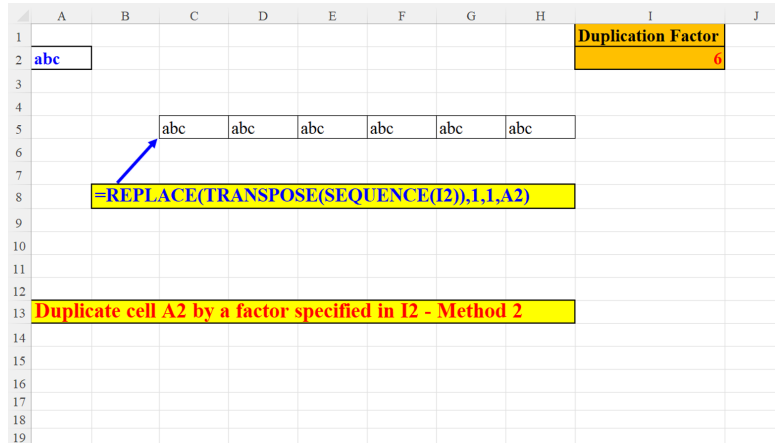 A B C D E F G H I J
1 Duplication Factor
2 abc 6
3
4
5 abc abc abc abc abc abc
6
7
8 =REPLACE(TRANSPOSE(SEQUENCE(I2)),1,1,A2)
9
10
11
12
13 Duplicate cell A2 by a factor specified in I2 - Method 2
14
15
16
17
18
19